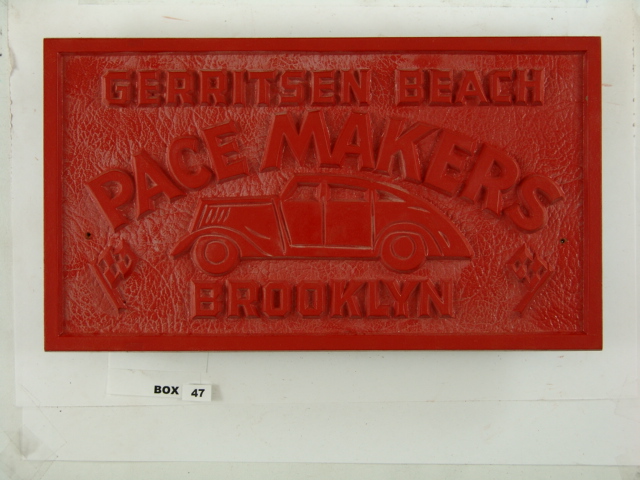 GERRITSEN BEACH
PACE MAKERS
BROOKLYN
BOX 47